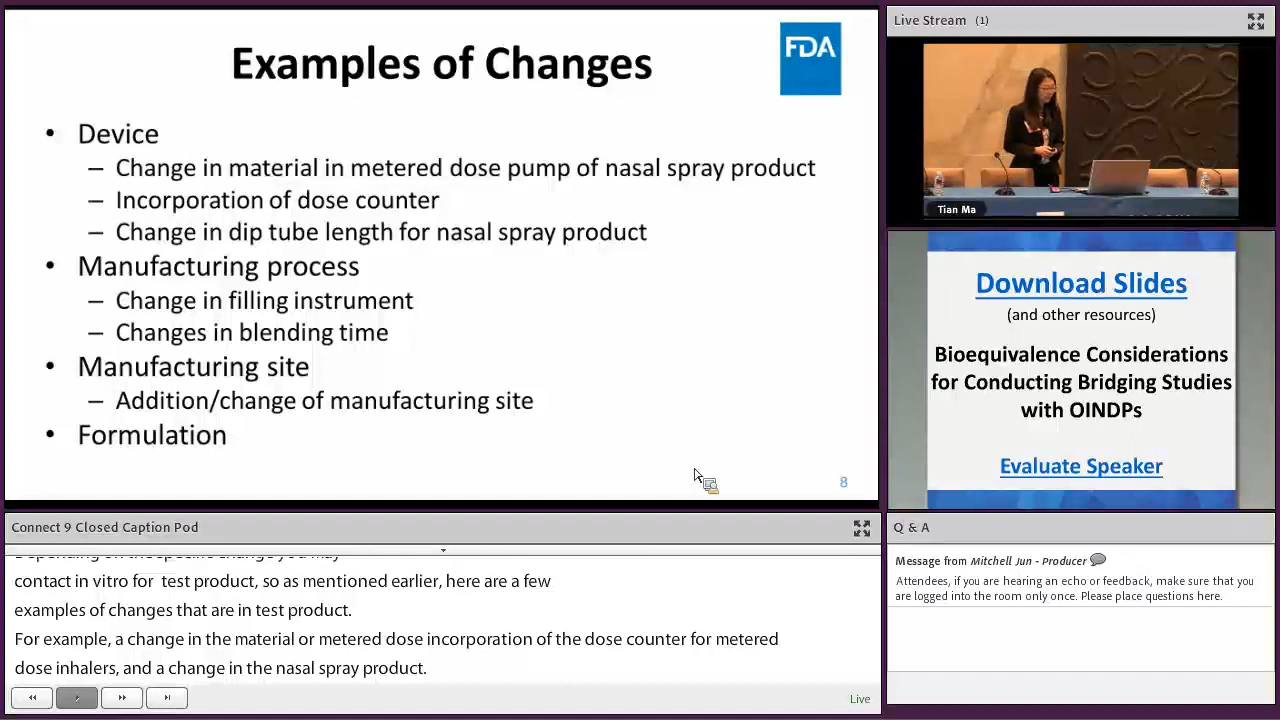 Examples of Changes
FDA
• Device
– Change in material in metered dose pump of nasal spray product
– Incorporation of dose counter
– Change in dip tube length for nasal spray product
• Manufacturing process
– Change in filling instrument
– Changes in blending time
• Manufacturing site
– Addition/change of manufacturing site
• Formulation
8
Live Stream (1)
Tian Ma
Download Slides
(and other resources)
Bioequivalence Considerations
for Conducting Bridging Studies
with OINDPs
Evaluate Speaker
Connect 9 Closed Caption Pod
contact in vitro for test product, so as mentioned earlier, here are a few
examples of changes that are in test product.
For example, a change in the material or metered dose incorporation of the dose counter for metered
dose inhalers, and a change in the nasal spray product.
Live
Q & A
Message from Mitchell Jun - Producer
Attendees, if you are hearing an echo or feedback, make sure that you
are logged into the room only once. Please place questions here.